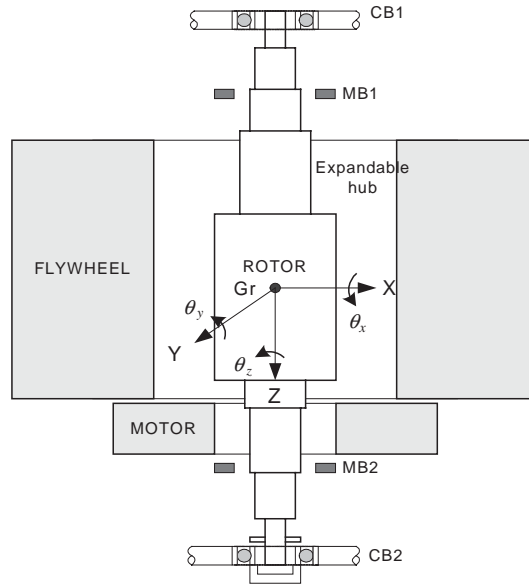 CB1
MB1
Expandable
hub
FLYWHEEL
ROTOR
Gr
X
θy
θx
Y
θz
Z
MOTOR
MB2
CB2